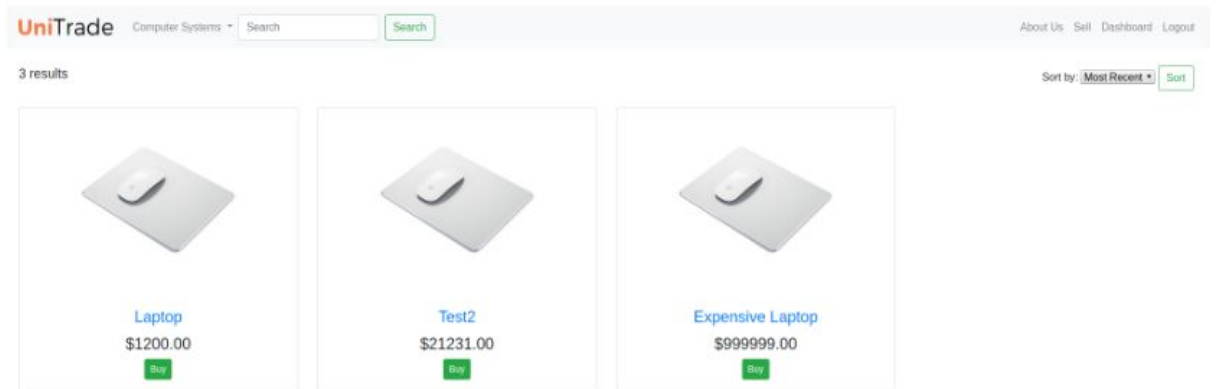 UniTrade Computer Systems Search Search About Us Sell Dashboard Logout
3 results Sort by: Most Recent Sort
Laptop Test2 Expensive Laptop
$1200.00 $21231.00 $999999.00
Buy Buy Buy